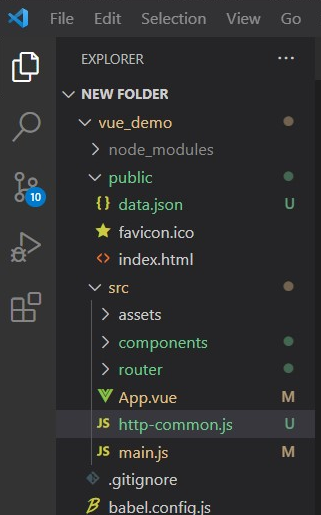 File Edit Selection View Go
EXPLORER ...
NEW FOLDER
vue_demo
node_modules
public
{} data.json U
favicon.ico
<> index.html
src
assets
components
router
App.vue M
JS http-common.js U
10
JS main.js M
.gitignore
babel.config.js